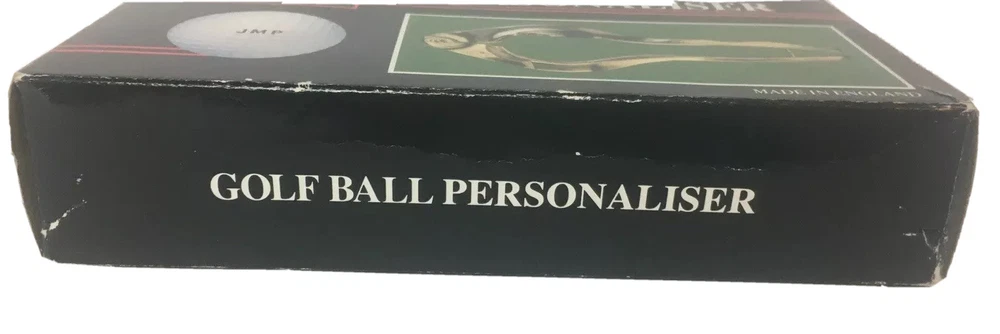 JMP
GOLF BALL PERSONALISER
MADE IN ENGLAND